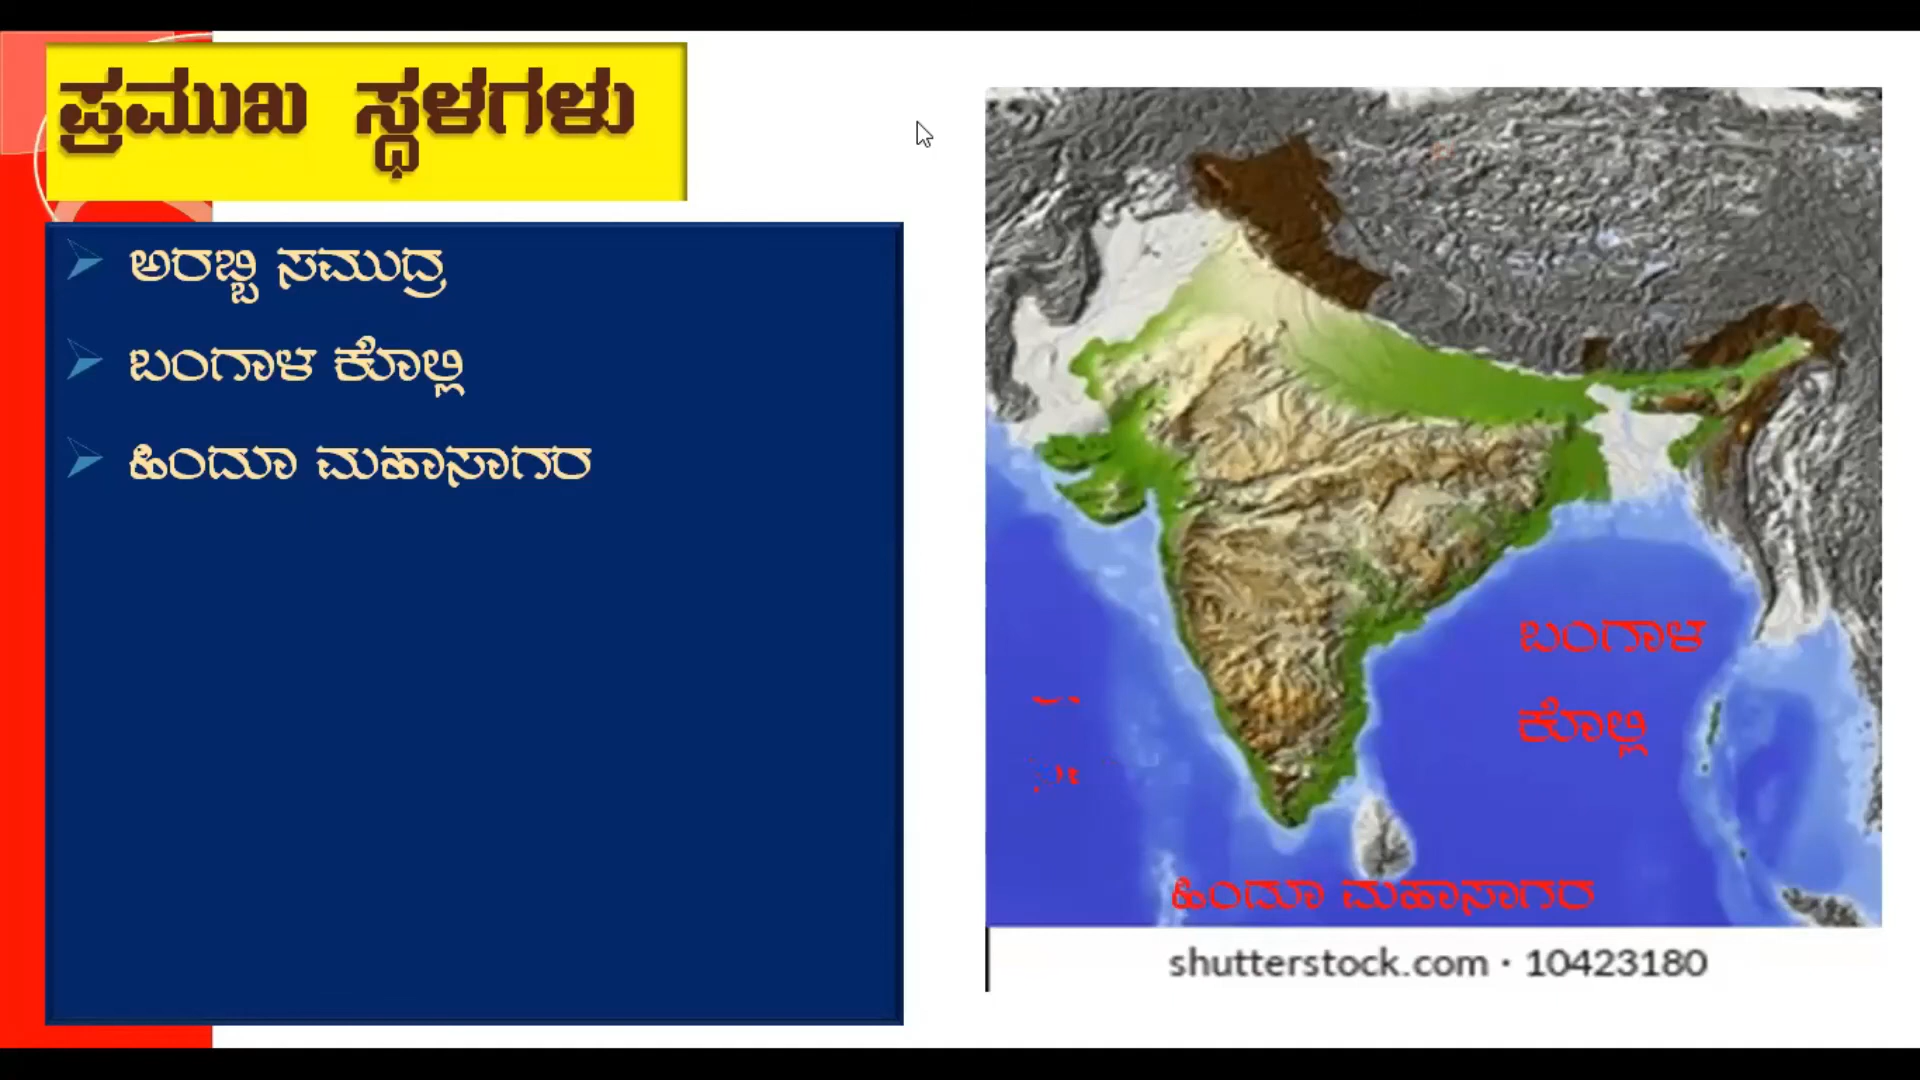 ಪ್ರಮುಖ ಸ್ಥಳಗಳು
ಅರಬ್ಬಿ ಸಮುದ್ರ
ಬಂಗಾಳ ಕೊಲ್ಲಿ
ಹಿಂದೂ ಮಹಾಸಾಗರ
ಬಂಗಾಳ
ಕೊಲ್ಲಿ
ಹಿಂದೂ ಮಹಾಸಾಗರ
shutterstock.com · 10423180